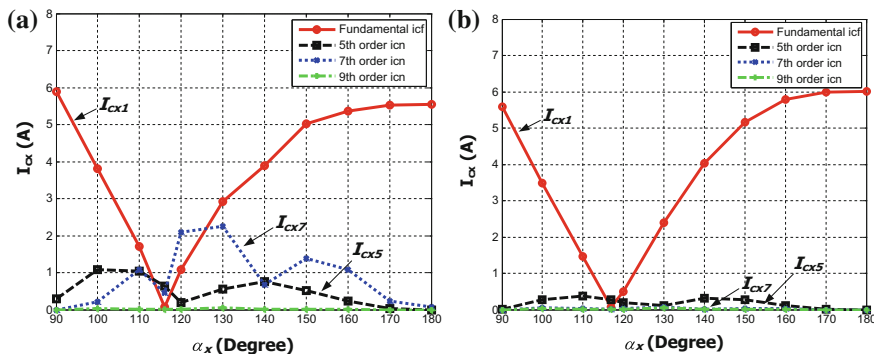 (a)
8
7
6
5
4
3
2
1
0
I_cx (A)
90 100 110 120 130 140 150 160 170 180
α_x (Degree)
Fundamental icf
5th order icn
7th order icn
9th order icn
I_cx1
I_cx7
I_cx5
(b)
8
7
6
5
4
3
2
1
0
I_cx (A)
90 100 110 120 130 140 150 160 170 180
α_x (Degree)
Fundamental icf
5th order icn
7th order icn
9th order icn
I_cx1
I_cx7
I_cx5